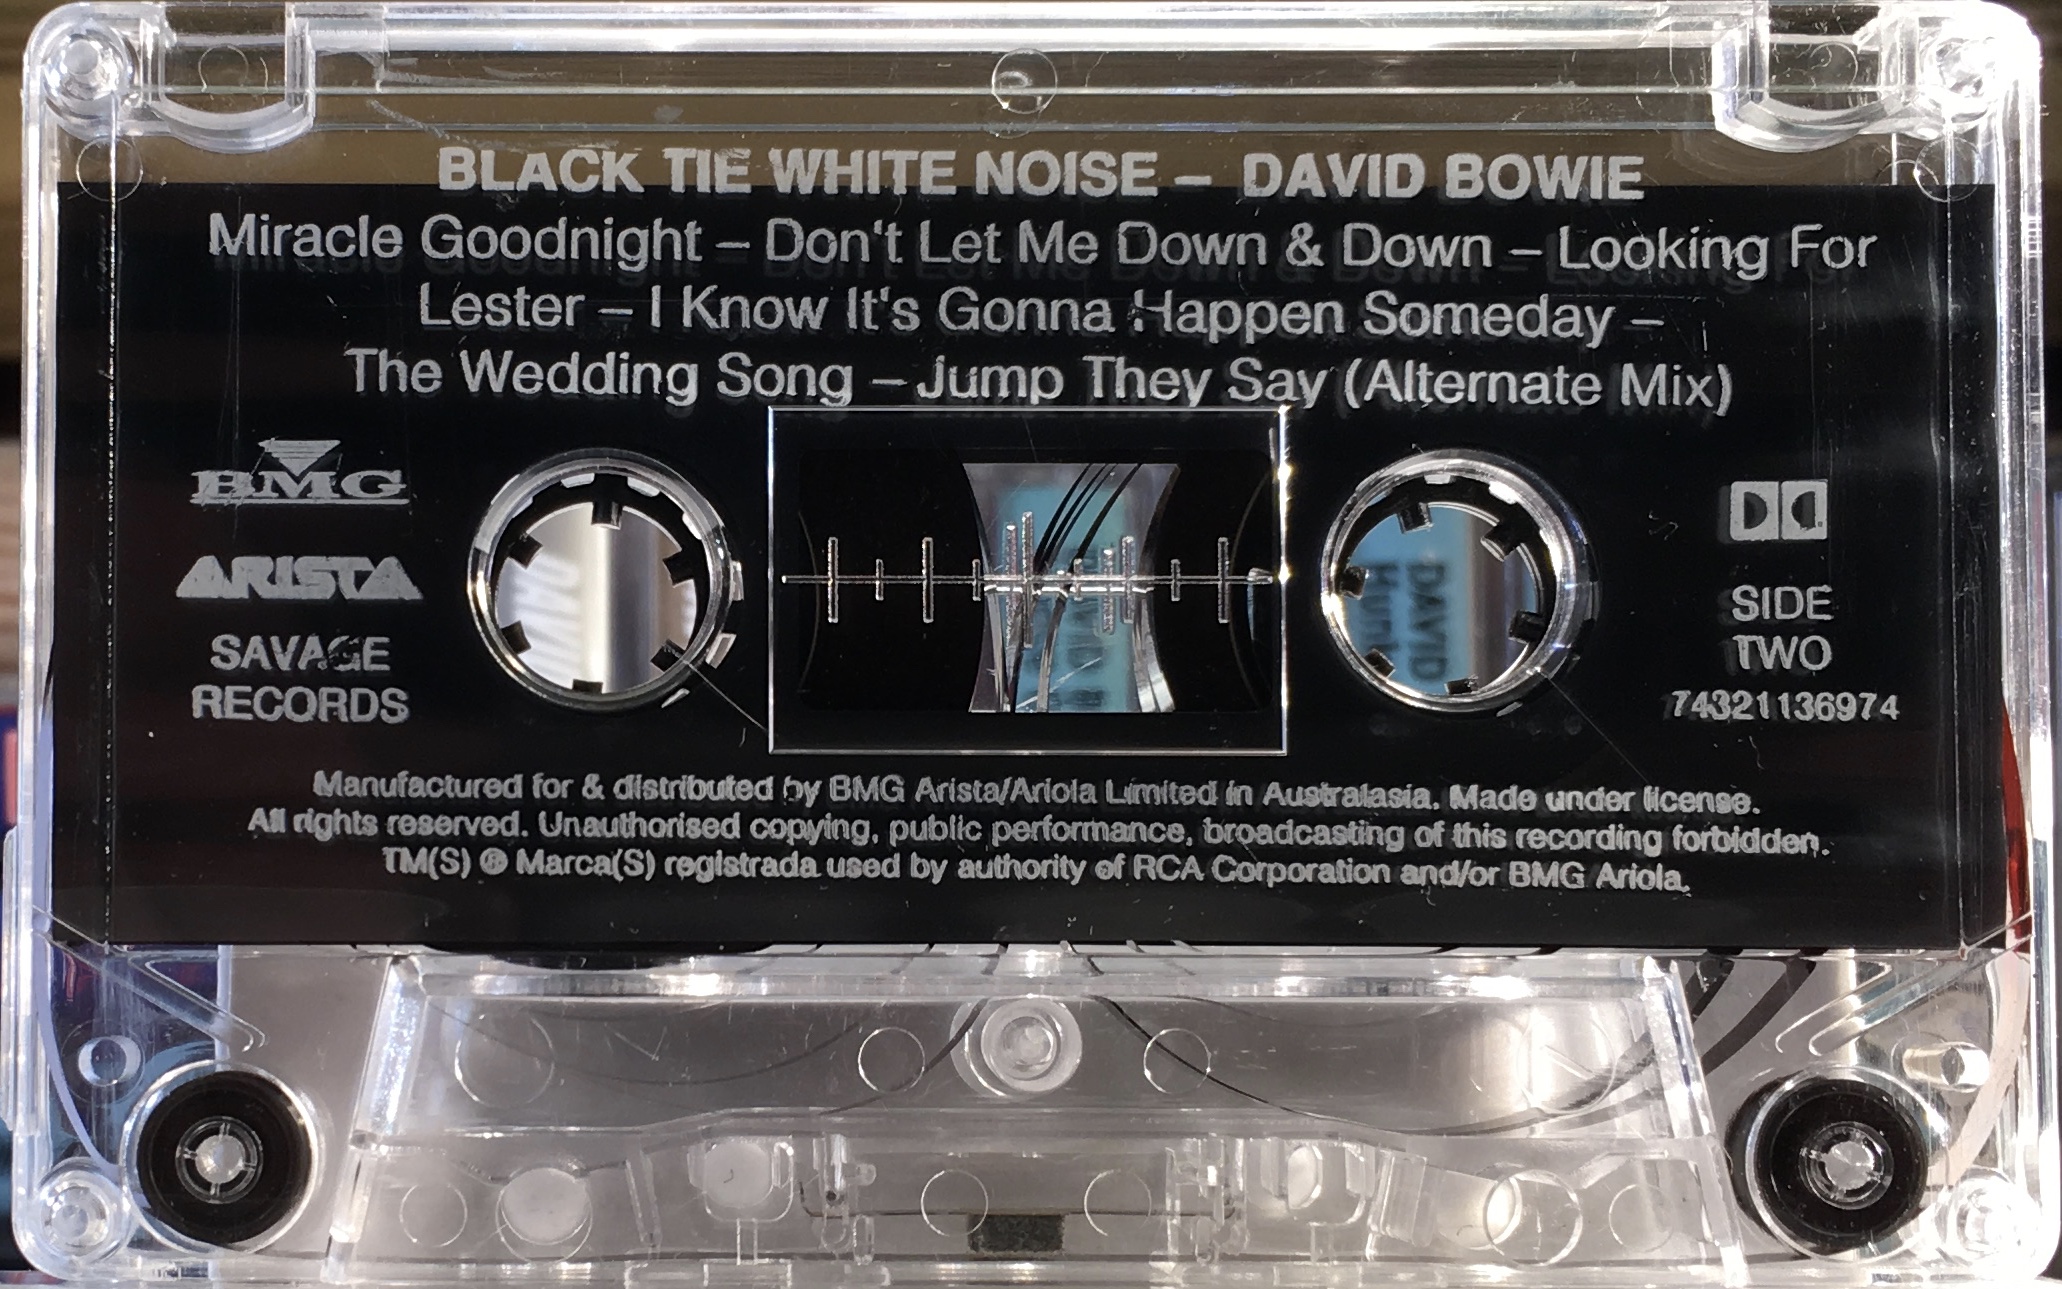 BLACK TIE WHITE NOISE – DAVID BOWIE
Miracle Goodnight – Don't Let Me Down & Down – Looking For
Lester – I Know It's Gonna Happen Someday –
The Wedding Song – Jump They Say (Alternate Mix)
BMG
ARISTA
SAVAGE
RECORDS
DAVID
SIDE
TWO
74321136974
Manufactured for & distributed by BMG Arista/Ariola Limited in Australasia. Made under license.
All rights reserved. Unauthorised copying, public performance, broadcasting of this recording forbidden.
TM(S) ® Marca(S) registrada used by authority of RCA Corporation and/or BMG Ariola.